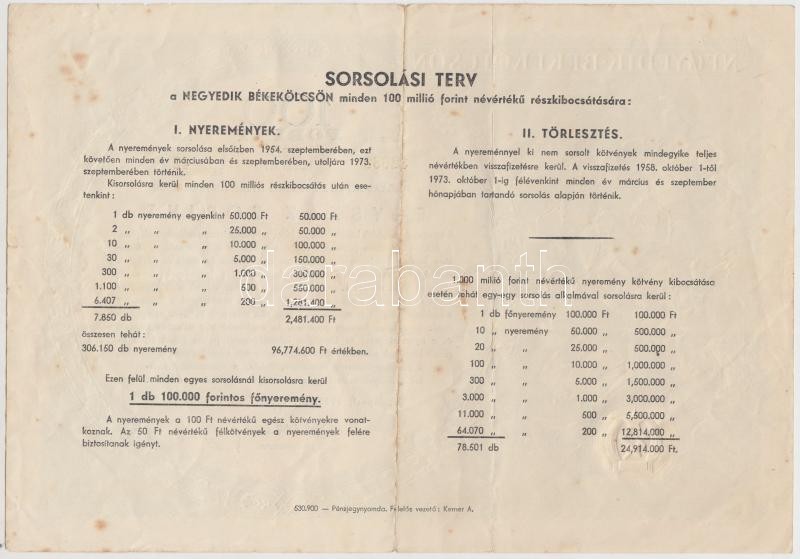 SORSOLÁSI TERV
a NEGYEDIK BÉKEKÖLCSÖN minden 100 millió forint névértékű részkibocsátására:
I. NYEREMÉNYEK.
A nyeremények sorsolása elsőízben 1954. szeptemberében, ezt
követően minden év márciusában és szeptemberében, utoljára 1973.
szeptemberében történik.
Kisorsolásra kerül minden 100 milliós részkibocsátás után ese-
tenkint:
1 db nyeremény egyenkint 50.000 Ft 50.000 Ft
2 „ „ „ 25.000 „ 50.000 „
10 „ „ „ 10.000 „ 100.000 „
30 „ „ „ 5.000 „ 150.000 „
300 „ „ „ 1.000 „ 300.000 „
1.100 „ „ „ 500 „ 550.000 „
6.407 „ „ „ 200 „ 1,281.400 „
7.850 db 2,481.400 Ft
összesen tehát:
306.150 db nyeremény 96,774.600 Ft értékben.
Ezen felül minden egyes sorsolásnál kisorsolásra kerül
1 db 100.000 forintos főnyeremény.
A nyeremények a 100 Ft névértékű egész kötvényekre vonat-
koznak. Az 50 Ft névértékű félkötvények a nyeremények felére
biztosítanak igényt.
II. TÖRLESZTÉS.
A nyereménnyel ki nem sorsolt kötvények mindegyike teljes
névértékben visszafizetésre kerül. A visszafizetés 1958. október 1-től
1973. október 1-ig félévenkint minden év március és szeptember
hónapjában tartandó sorsolás alapján történik.
1.000 millió forint névértékű nyeremény kötvény kibocsátása
esetén tehát egy-egy sorsolás alkalmával sorsolásra kerül:
1 db főnyeremény 100.000 Ft 100.000 Ft
10 „ nyeremény 50.000 „ 500.000 „
20 „ „ 25.000 „ 500.000 „
100 „ „ 10.000 „ 1,000.000 „
300 „ „ 5.000 „ 1,500.000 „
3.000 „ „ 1.000 „ 3,000.000 „
11.000 „ „ 500 „ 5,500.000 „
64.070 „ „ 200 „ 12,814.000 „
78.501 db 24,914.000 Ft.
630.900 — Pénzjegynyomda. Felelős vezető: Kemer A.
darabanth.com